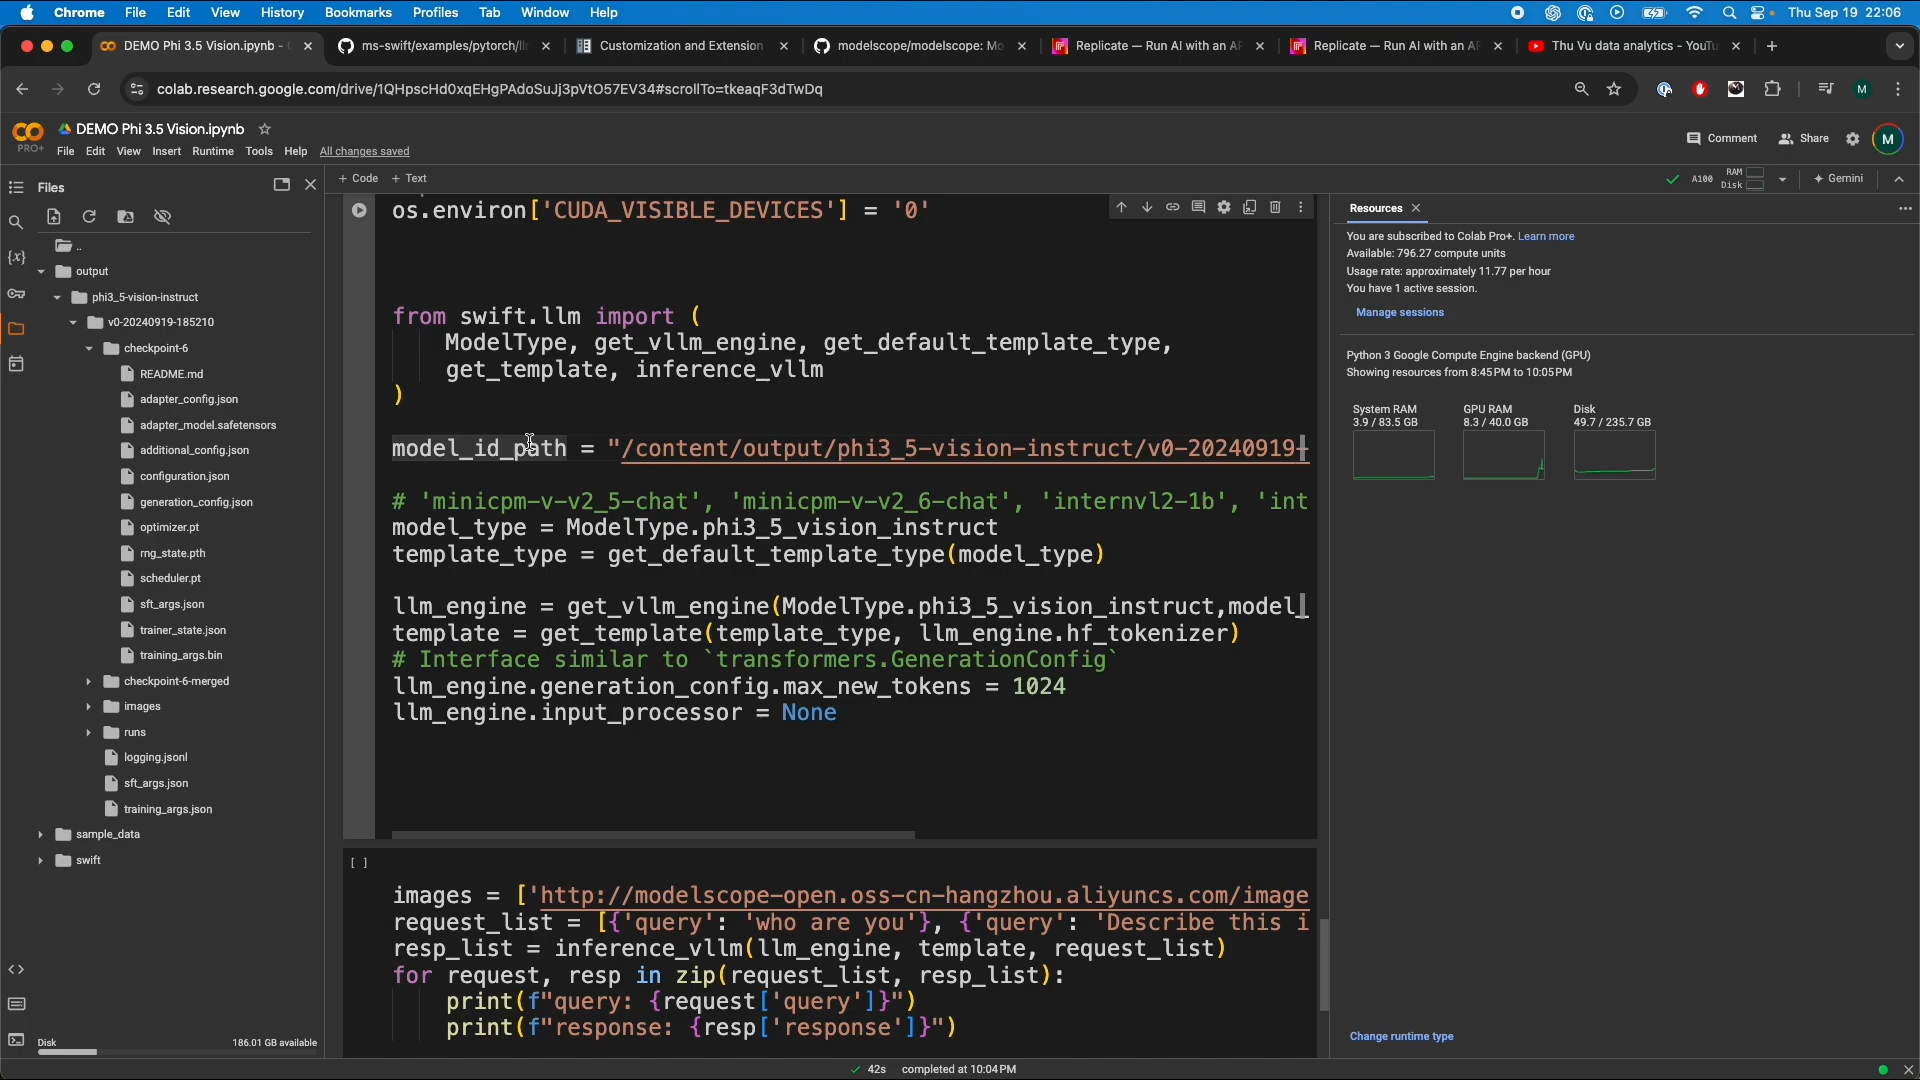 Chrome File Edit View History Bookmarks Profiles Tab Window Help Thu Sep 19 22:06
DEMO Phi 3.5 Vision.ipynb - ms-swift/examples/pytorch/ Customization and Extension modelscope/modelscope: Replicate — Run AI with an Replicate — Run AI with an Thu Vu data analytics -
colab.research.google.com/drive/1QHpscHd0xqEHgPAdoSuJj3pVtO57EV34#scrollTo=tkeaqF3dTwDq
M
CO DEMO Phi 3.5 Vision.ipynb
PRO+
File Edit View Insert Runtime Tools Help All changes saved
Comment Share M
Files
+ Code + Text
A100 RAM
Disk
Gemini
..
output
phi3_5-vision-instruct
v0-20240919-185210
checkpoint-6
README.md
adapter_config.json
adapter_model.safetensors
additional_config.json
configuration.json
generation_config.json
optimizer.pt
rng_state.pth
scheduler.pt
sft_args.json
trainer_state.json
training_args.bin
checkpoint-6-merged
images
runs
logging.jsonl
sft_args.json
training_args.json
sample_data
swift
Disk 186.01 GB available
os.environ['CUDA_VISIBLE_DEVICES'] = '0'
from swift.llm import (
ModelType, get_vllm_engine, get_default_template_type,
get_template, inference_vllm
)
model_id_path = "/content/output/phi3_5-vision-instruct/v0-20240919-
# 'minicpm-v-v2_5-chat', 'minicpm-v-v2_6-chat', 'internvl2-1b', 'int
model_type = ModelType.phi3_5_vision_instruct
template_type = get_default_template_type(model_type)
llm_engine = get_vllm_engine(ModelType.phi3_5_vision_instruct,model_
template = get_template(template_type, llm_engine.hf_tokenizer)
# Interface similar to `transformers.GenerationConfig`
llm_engine.generation_config.max_new_tokens = 1024
llm_engine.input_processor = None
[ ]
images = ['http://modelscope-open.oss-cn-hangzhou.aliyuncs.com/image
request_list = [{'query': 'who are you'}, {'query': 'Describe this i
resp_list = inference_vllm(llm_engine, template, request_list)
for request, resp in zip(request_list, resp_list):
print(f"query: {request['query']}")
print(f"response: {resp['response']}")
Resources
You are subscribed to Colab Pro+. Learn more
Available: 796.27 compute units
Usage rate: approximately 11.77 per hour
You have 1 active session.
Manage sessions
Python 3 Google Compute Engine backend (GPU)
Showing resources from 8:45 PM to 10:05 PM
System RAM
3.9 / 83.5 GB
GPU RAM
8.3 / 40.0 GB
Disk
49.7 / 235.7 GB
Change runtime type
42s completed at 10:04 PM